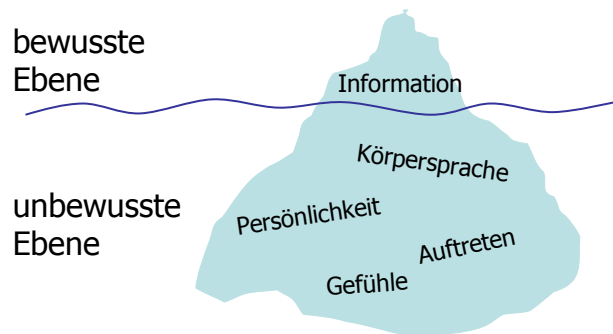 bewusste
Ebene
Information
Körpersprache
Persönlichkeit
unbewusste
Ebene
Auftreten
Gefühle